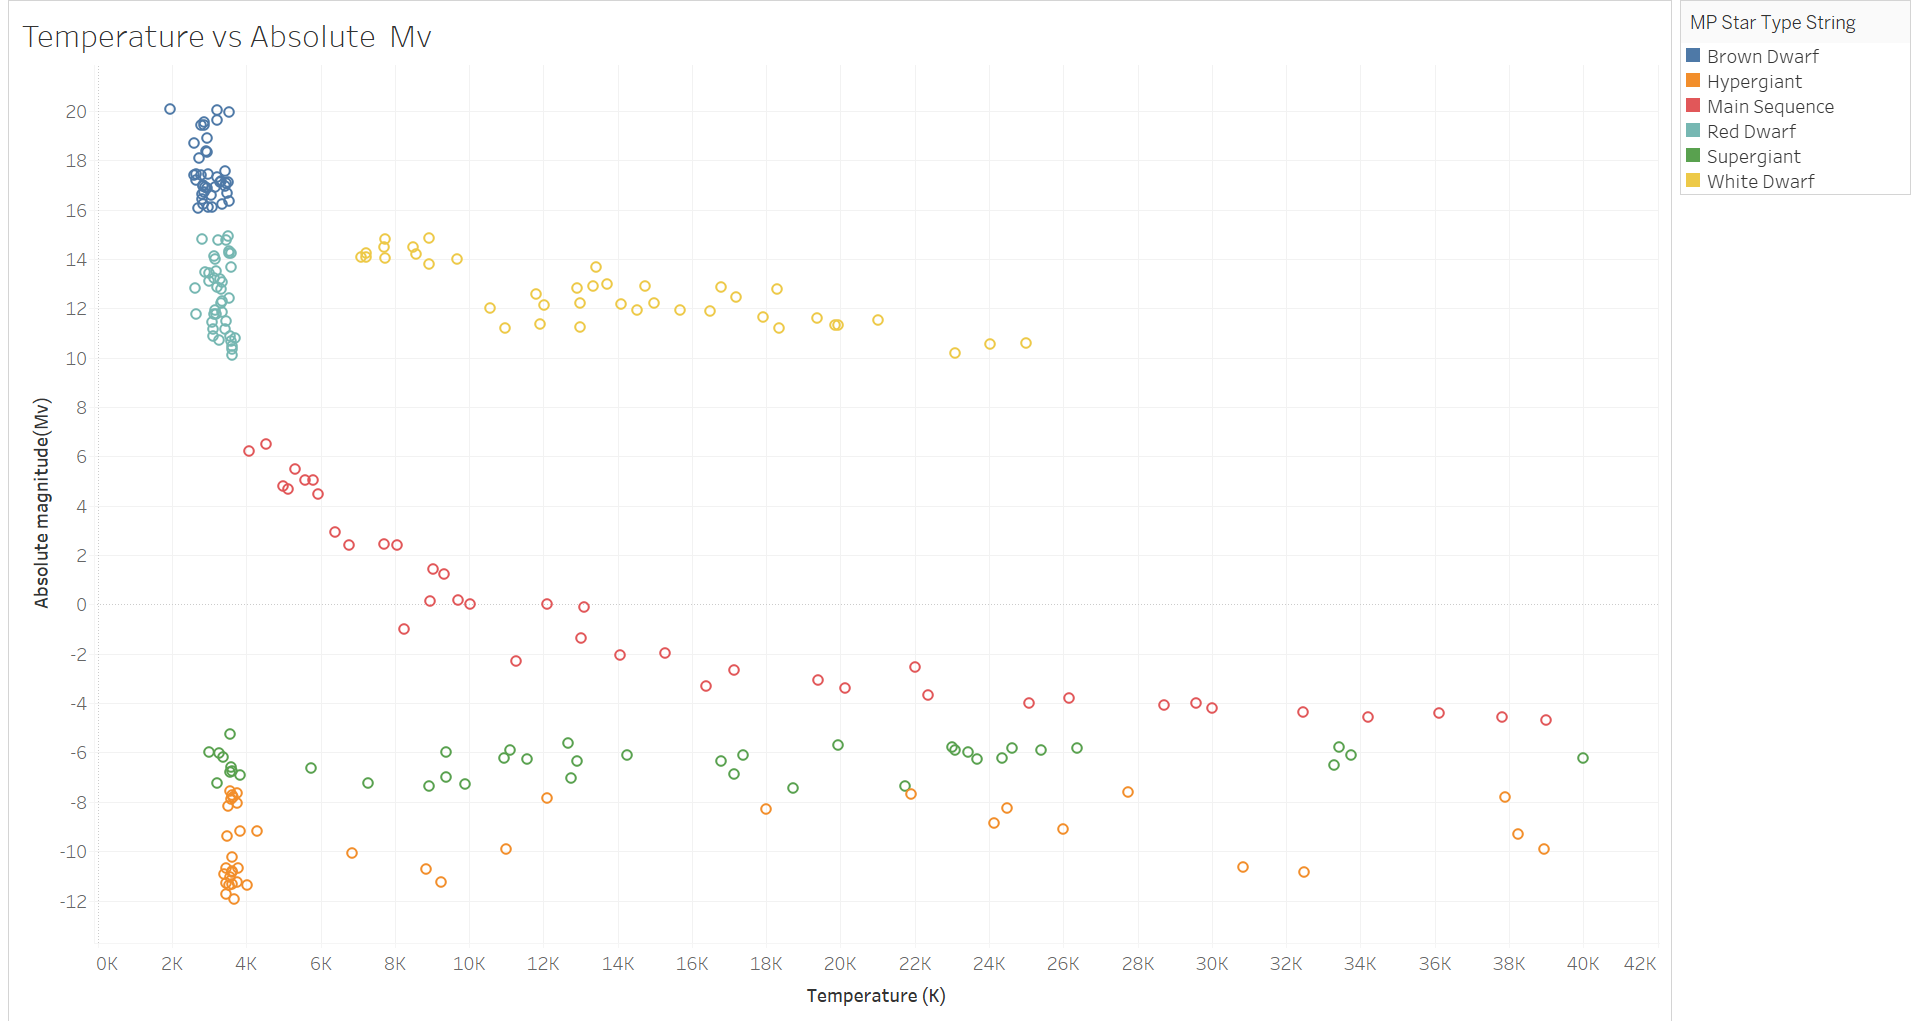 Temperature vs Absolute  Mv
MP Star Type String
Brown Dwarf
Hypergiant
Main Sequence
Red Dwarf
Supergiant
White Dwarf
Absolute magnitude(Mv)
20
18
16
14
12
10
8
6
4
2
0
-2
-4
-6
-8
-10
-12
0K 2K 4K 6K 8K 10K 12K 14K 16K 18K 20K 22K 24K 26K 28K 30K 32K 34K 36K 38K 40K 42K
Temperature (K)